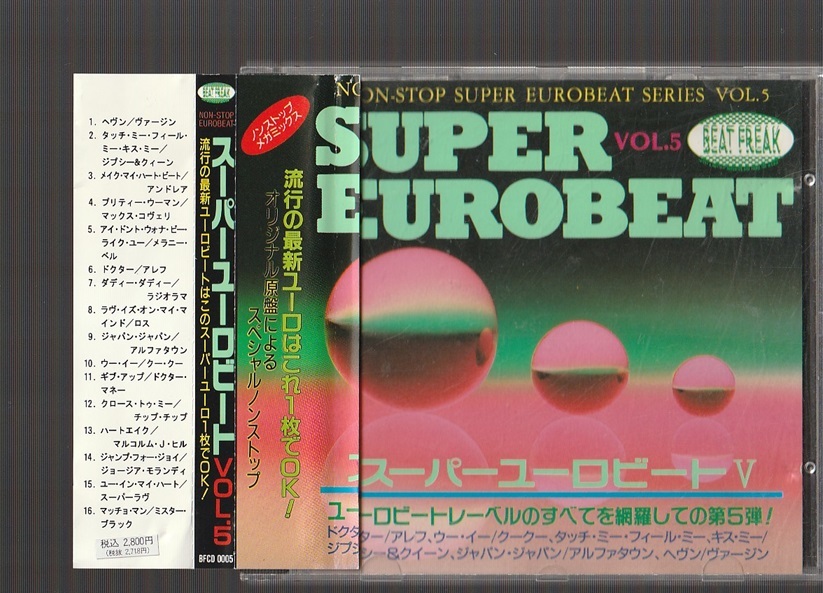 1. ヘヴン/ヴァージン
2. タッチ・ミー・フィール・
ミー・キス・ミー/
ジプシー&クィーン
3. メイク・マイ・ハート・ビート/
アンドレア
4. プリティー・ウーマン/
マックス・コヴェリ
5. アイ・ドント・ウォナ・ビー・
ライク・ユー/メラニー・
ベル
6. ドクター/アレフ
7. ダディー・ダディー/
ラジオラマ
8. ラヴ・イズ・オン・マイ・マ
インド/ロス
9. ジャパン・ジャパン/
アルファタウン
10. ウー・イー/クー・クー
11. ギブ・アップ/ドクター・
マネー
12. クロース・トゥ・ミー/
チップ・チップ
13. ハートエイク/
マルコルム・J・ヒル
14. ジャンプ・フォー・ジョイ/
ジョージア・モランディ
15. ユー・イン・マイ・ハート/
スーパーラヴ
16. マッチョ・マン/ミスター・
ブラック
税込 2,800円
(税抜 2,718円)
BEAT FREAK
NON-STOP
EUROBEAT
スーパーユーロビート VOL.5
流行の最新ユーロビートはこのスーパーユーロ1枚でOK!
BFCD 0005
ノンストップ
メガミックス
流行の最新ユーロはこれ1枚でOK!
オリジナル原盤による
スペシャルノンストップ
NON-STOP SUPER EUROBEAT SERIES VOL.5
SUPER VOL.5
BEAT FREAK
EUROBEAT
スーパーユーロビート V
ユーロビートレーベルのすべてを網羅しての第5弾!
ドクター/アレフ、ウー・イー/クークー、タッチ・ミー・フィール・ミー、キス・ミー/
ジプシー&クイーン、ジャパン・ジャパン/アルファタウン、ヘヴン/ヴァージン